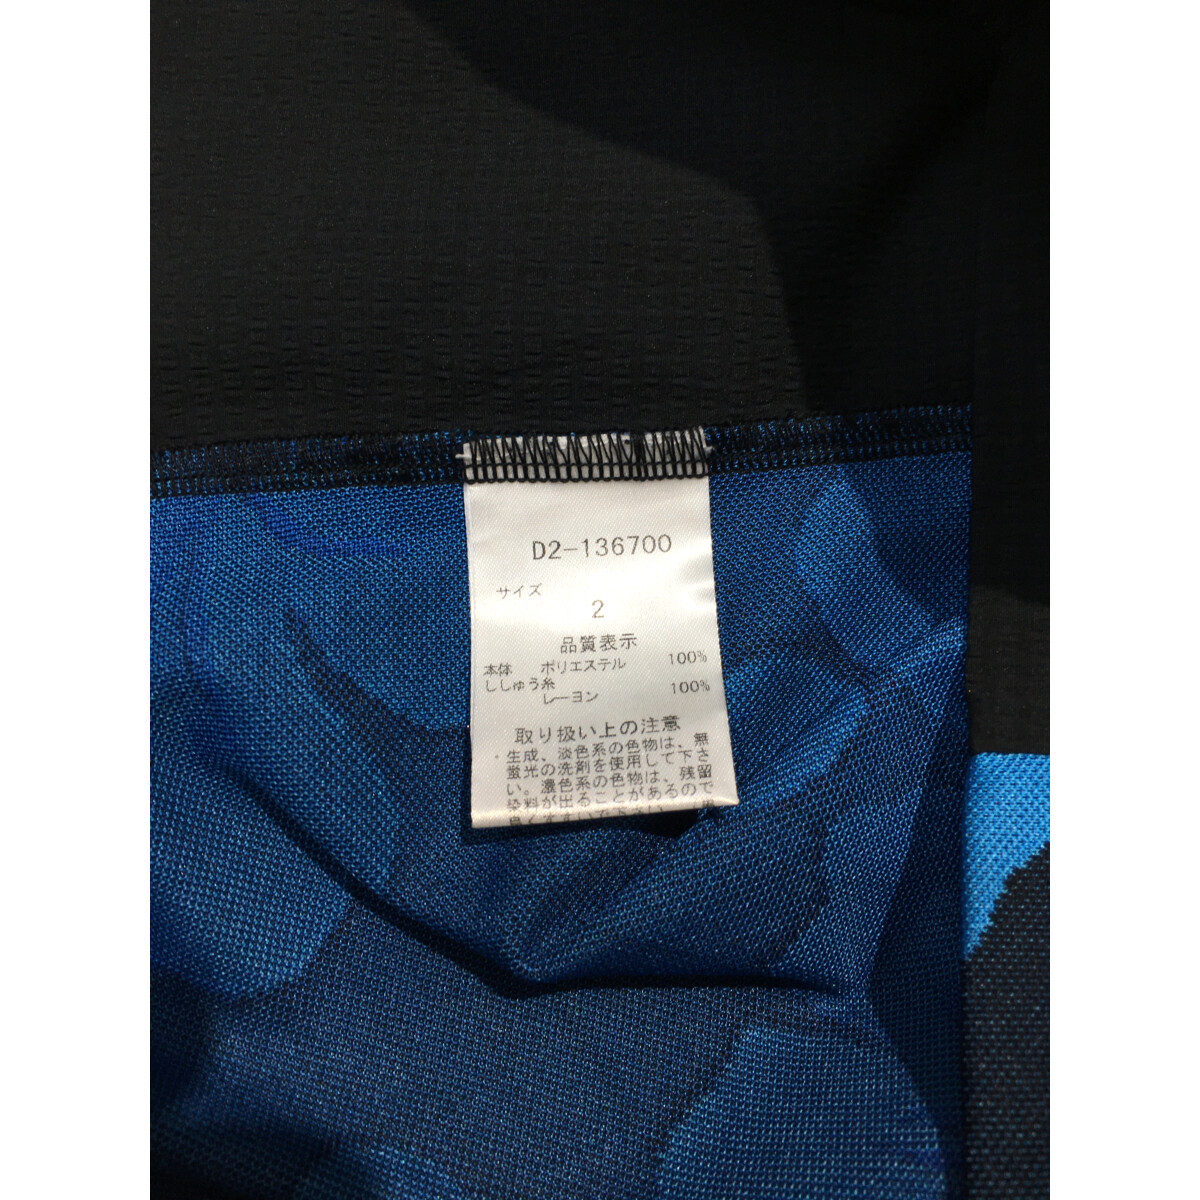 D2-136700
サイズ
2
品質表示
本体 ポリエステル 100%
ししゅう糸
レーヨン 100%
取り扱い上の注意
・生成、淡色系の色物は、無
蛍光の洗剤を使用して下さ
い。濃色系の色物は、残留
染料が出ることがあるので